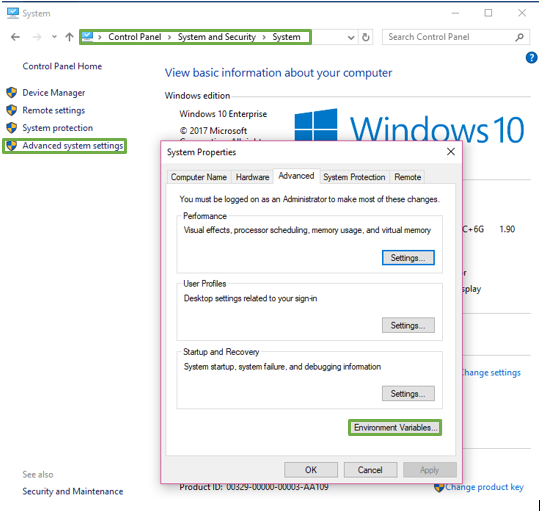 System
Control Panel > System and Security > System
Search Control Panel
Control Panel Home
Device Manager
Remote settings
System protection
Advanced system settings
See also
Security and Maintenance
View basic information about your computer
Windows edition
Windows 10 Enterprise
© 2017 Microsoft
Windows 10
System Properties
Computer Name
Hardware
Advanced
System Protection
Remote
You must be logged on as an Administrator to make most of these changes.
Performance
Visual effects, processor scheduling, memory usage, and virtual memory
Settings...
User Profiles
Desktop settings related to your sign-in
Settings...
Startup and Recovery
System startup, system failure, and debugging information
Settings...
Environment Variables...
OK
Cancel
Apply
C+6G 1.90
splay
Change settings
Product ID: 00329-00000-00003-AA109
Change product key